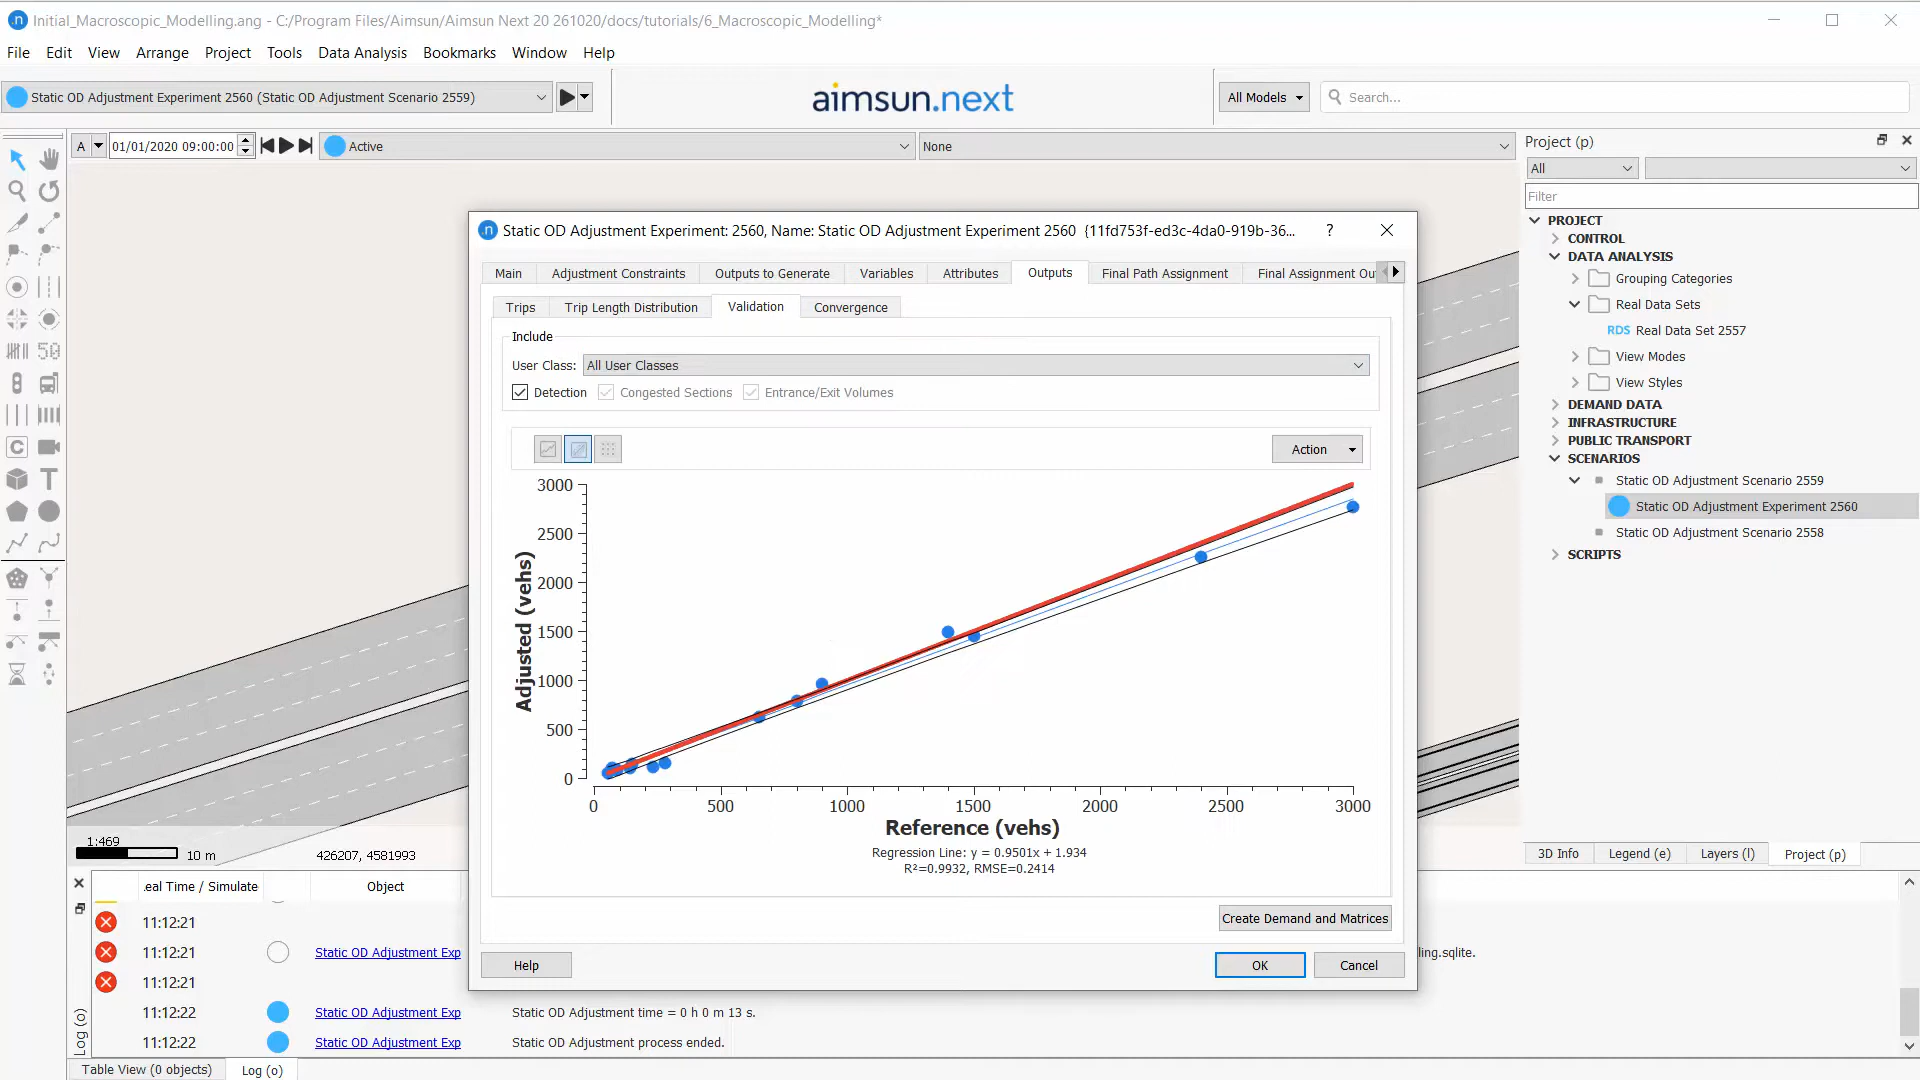 Initial_Macroscopic_Modelling.ang - C:/Program Files/Aimsun/Aimsun Next 20 261020/docs/tutorials/6_Macroscopic_Modelling*
File Edit View Arrange Project Tools Data Analysis Bookmarks Window Help
Static OD Adjustment Experiment 2560 (Static OD Adjustment Scenario 2559)
aimsun.next
All Models
Search...
A 01/01/2020 09:00:00
Active
None
Project (p)
All
Filter
PROJECT
CONTROL
DATA ANALYSIS
Grouping Categories
Real Data Sets
RDS Real Data Set 2557
View Modes
View Styles
DEMAND DATA
INFRASTRUCTURE
PUBLIC TRANSPORT
SCENARIOS
Static OD Adjustment Scenario 2559
Static OD Adjustment Experiment 2560
Static OD Adjustment Scenario 2558
SCRIPTS
3D Info Legend (e) Layers (l) Project (p)
Static OD Adjustment Experiment: 2560, Name: Static OD Adjustment Experiment 2560 {11fd753f-ed3c-4da0-919b-36...
?
Main Adjustment Constraints Outputs to Generate Variables Attributes Outputs Final Path Assignment Final Assignment Ou
Trips Trip Length Distribution Validation Convergence
Include
User Class: All User Classes
Detection Congested Sections Entrance/Exit Volumes
Action
3000
2500
2000
1500
1000
500
0
Adjusted (vehs)
0 500 1000 1500 2000 2500 3000
Reference (vehs)
Regression Line: y = 0.9501x + 1.934
R²=0.9932, RMSE=0.2414
Create Demand and Matrices
Help OK Cancel
1:469
10 m
426207, 4581993
.eal Time / Simulate Object
11:12:21
11:12:21 Static OD Adjustment Exp ling.sqlite.
11:12:21
11:12:22 Static OD Adjustment Exp Static OD Adjustment time = 0 h 0 m 13 s.
11:12:22 Static OD Adjustment Exp Static OD Adjustment process ended.
Log (o)
Table View (0 objects) Log (o)